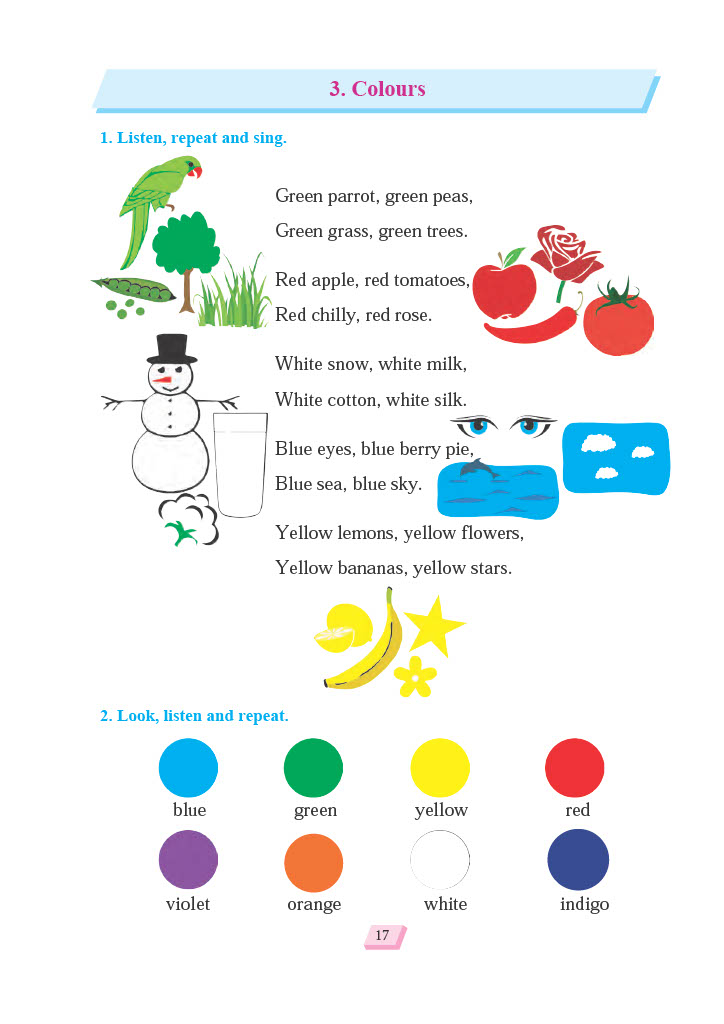 3. Colours
1. Listen, repeat and sing.
Green parrot, green peas,
Green grass, green trees.
Red apple, red tomatoes,
Red chilly, red rose.
White snow, white milk,
White cotton, white silk.
Blue eyes, blue berry pie,
Blue sea, blue sky.
Yellow lemons, yellow flowers,
Yellow bananas, yellow stars.
2. Look, listen and repeat.
blue green yellow red
violet orange white indigo
17